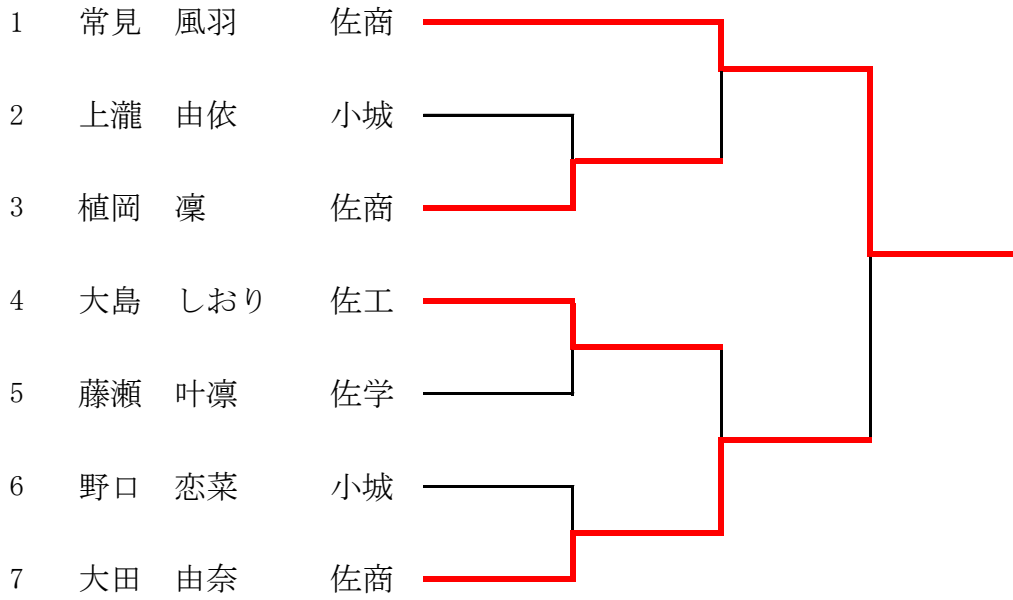 1 常見 風羽 佐商
2 上瀧 由依 小城
3 植岡 凜 佐商
4 大島 しおり 佐工
5 藤瀬 叶凛 佐学
6 野口 恋菜 小城
7 大田 由奈 佐商